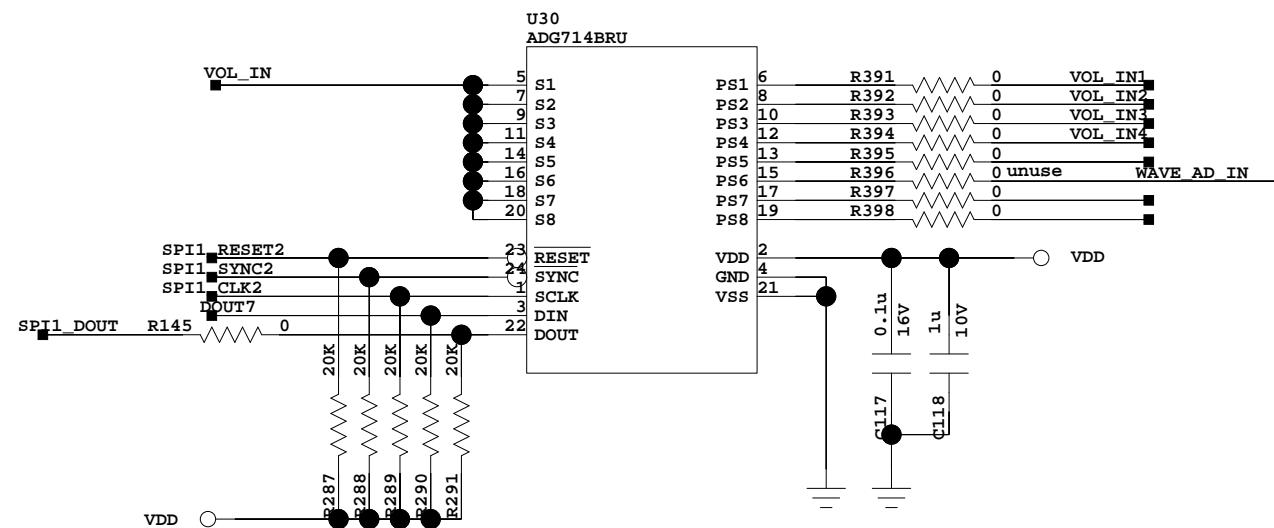 U30
ADG714BRU
VOL_IN 5 S1 PS1 6 R391 0 VOL_IN1
7 S2 PS2 8 R392 0 VOL_IN2
9 S3 PS3 10 R393 0 VOL_IN3
11 S4 PS4 12 R394 0 VOL_IN4
14 S5 PS5 13 R395 0
16 S6 PS6 15 R396 0 unuse WAVE_AD_IN
18 S7 PS7 17 R397 0
20 S8 PS8 19 R398 0
SPI1_RESET2 23 RESET VDD 2 VDD
SPI1_SYNC2 24 SYNC GND 4
SPI1_CLK2 1 SCLK VSS 21
DOUT7 3 DIN
SPI1_DOUT R145 0 22 DOUT
0.1u 16V 1u 10V
20K 20K 20K 20K 20K
C117 C118
R287 R288 R289 R290 R291
VDD